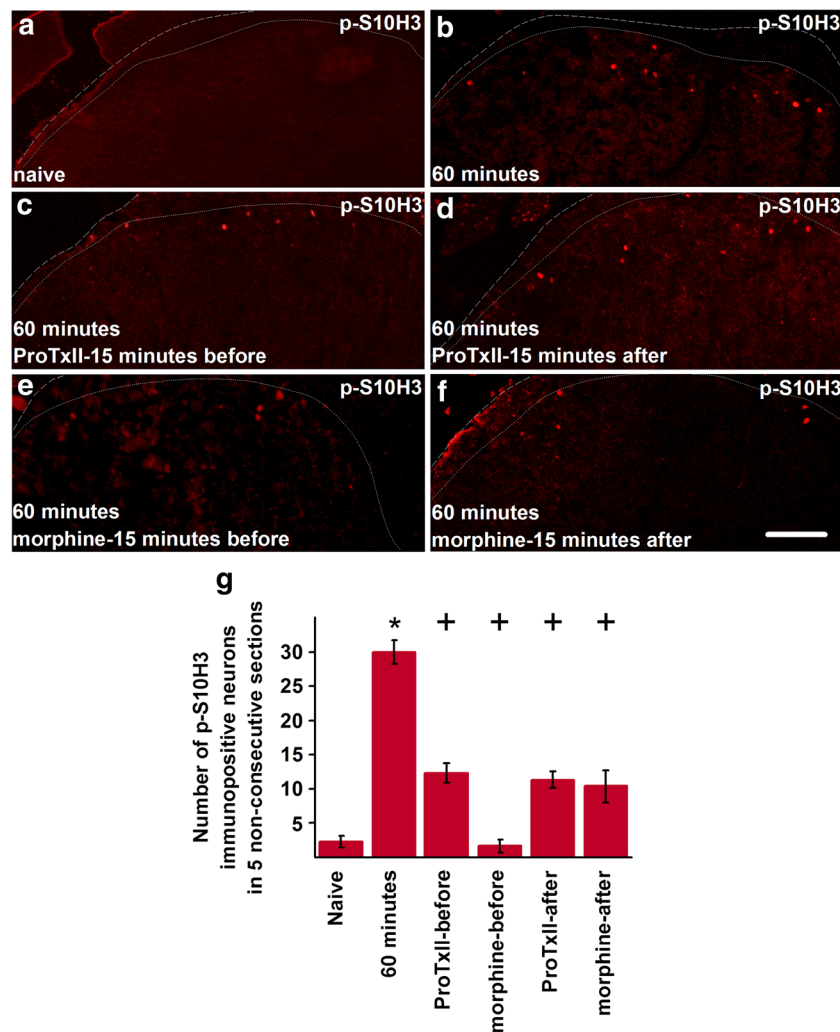 a
p-S10H3
naive
b
p-S10H3
60 minutes
c
p-S10H3
60 minutes
ProTxII-15 minutes before
d
p-S10H3
60 minutes
ProTxII-15 minutes after
e
p-S10H3
60 minutes
morphine-15 minutes before
f
p-S10H3
60 minutes
morphine-15 minutes after
g
Number of p-S10H3
immunopositive neurons
in 5 non-consecutive sections
30
25
20
15
10
5
*
+
+
+
+
Naive
60 minutes
ProTxII-before
morphine-before
ProTxII-after
morphine-after